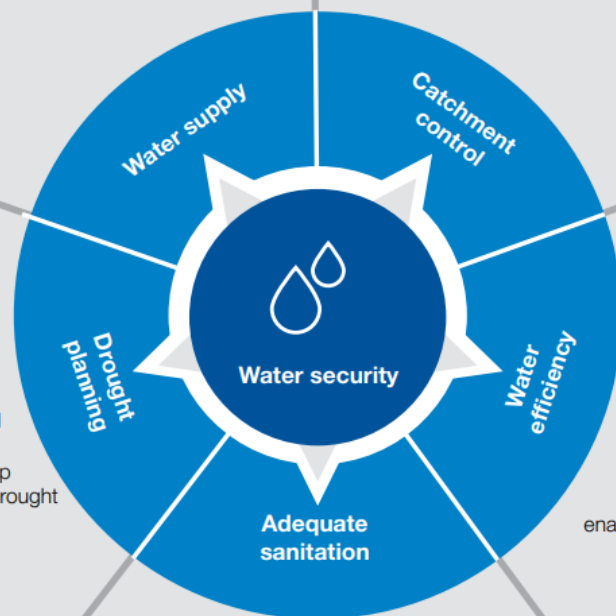 Water supply
Catchment
control
Drought
planning
Water security
Water
efficiency
p
rought
Adequate
sanitation
ena